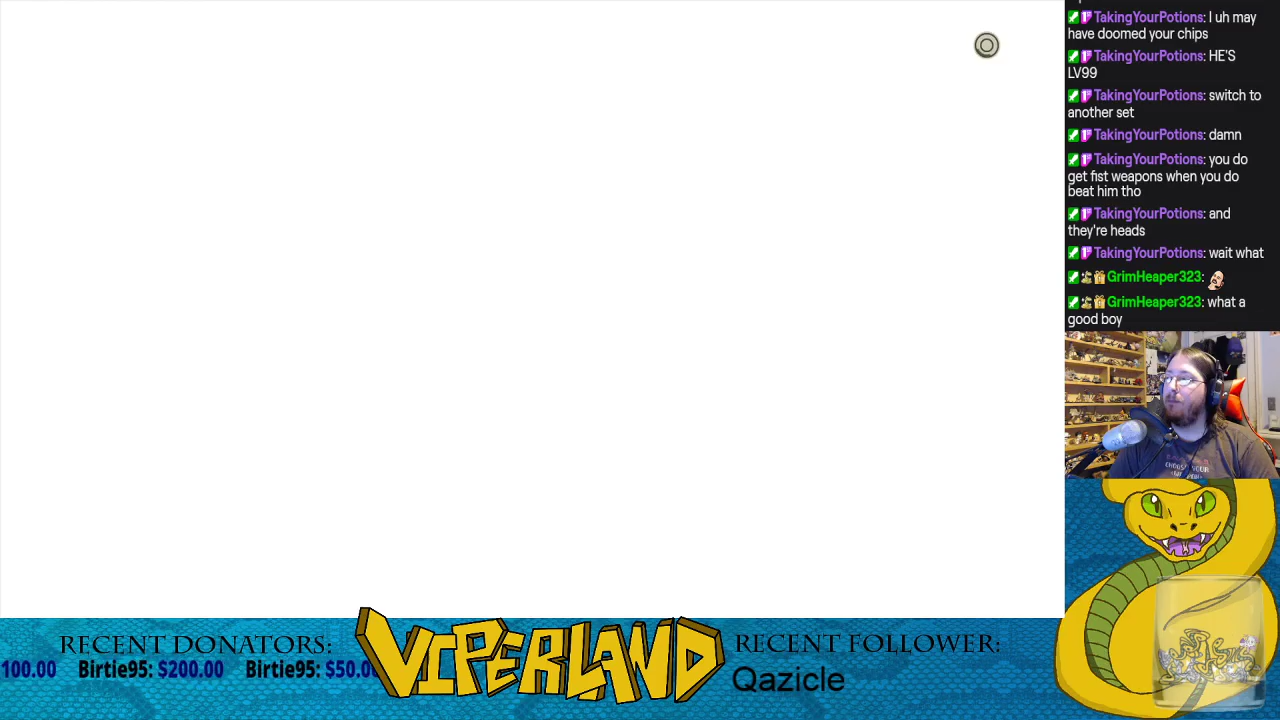 TakingYourPotions: I uh may
have doomed your chips
TakingYourPotions: HE'S
LV99
TakingYourPotions: switch to
another set
TakingYourPotions: damn
TakingYourPotions: you do
get fist weapons when you do
beat him tho
TakingYourPotions: and
they're heads
TakingYourPotions: wait what
GrimHeaper323:
GrimHeaper323: what a
good boy
RECENT DONATORS:
100.00 Birtie95: $200.00 Birtie95: $50.0
VIPERLAND
RECENT FOLLOWER:
Qazicle